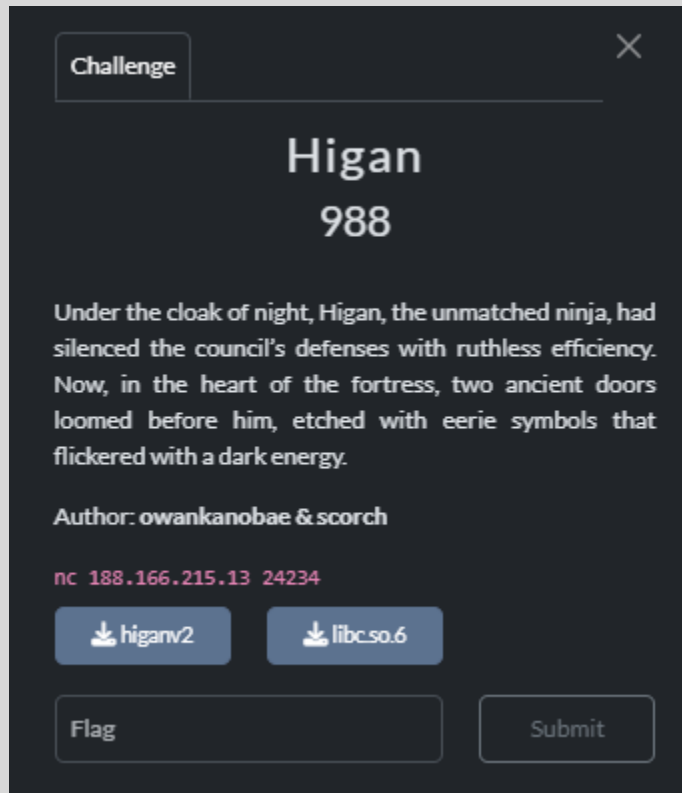 Challenge
Higan
988
Under the cloak of night, Higan, the unmatched ninja, had
silenced the council’s defenses with ruthless efficiency.
Now, in the heart of the fortress, two ancient doors
loomed before him, etched with eerie symbols that
flickered with a dark energy.
Author: owankanobae & scorch
nc 188.166.215.13 24234
higanv2 libc.so.6
Flag Submit